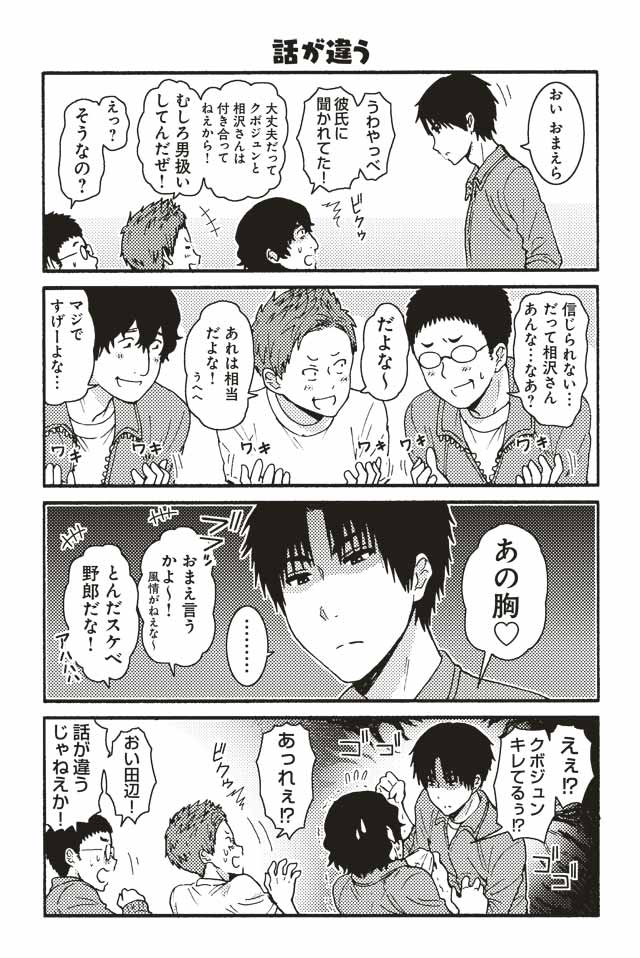 話が違う
おい おまえら
うわやっべ
彼氏に
聞かれてた！
ビクゥ
大丈夫だって
クボジュンと
相沢さんは
付き合って
ねえから！
むしろ男扱い
してんだぜ！
えっ？
そうなの？
信じられない…
だって相沢さん
あんな…なあ？
だよな〜
あれは相当
だよな！
うへ
マジで
すげーよな…
ワキ
ワキ
ワキ
ワキ
あの胸♡
………
おまえ言う
かよ〜！
風情がねえな〜
とんだスケベ
野郎だな！
アハハハ
えぇ!?
クボジュン
キレてるぅ!?
ゴゴゴ
あっれぇ!?
おい田辺！
話が違う
じゃねえか！